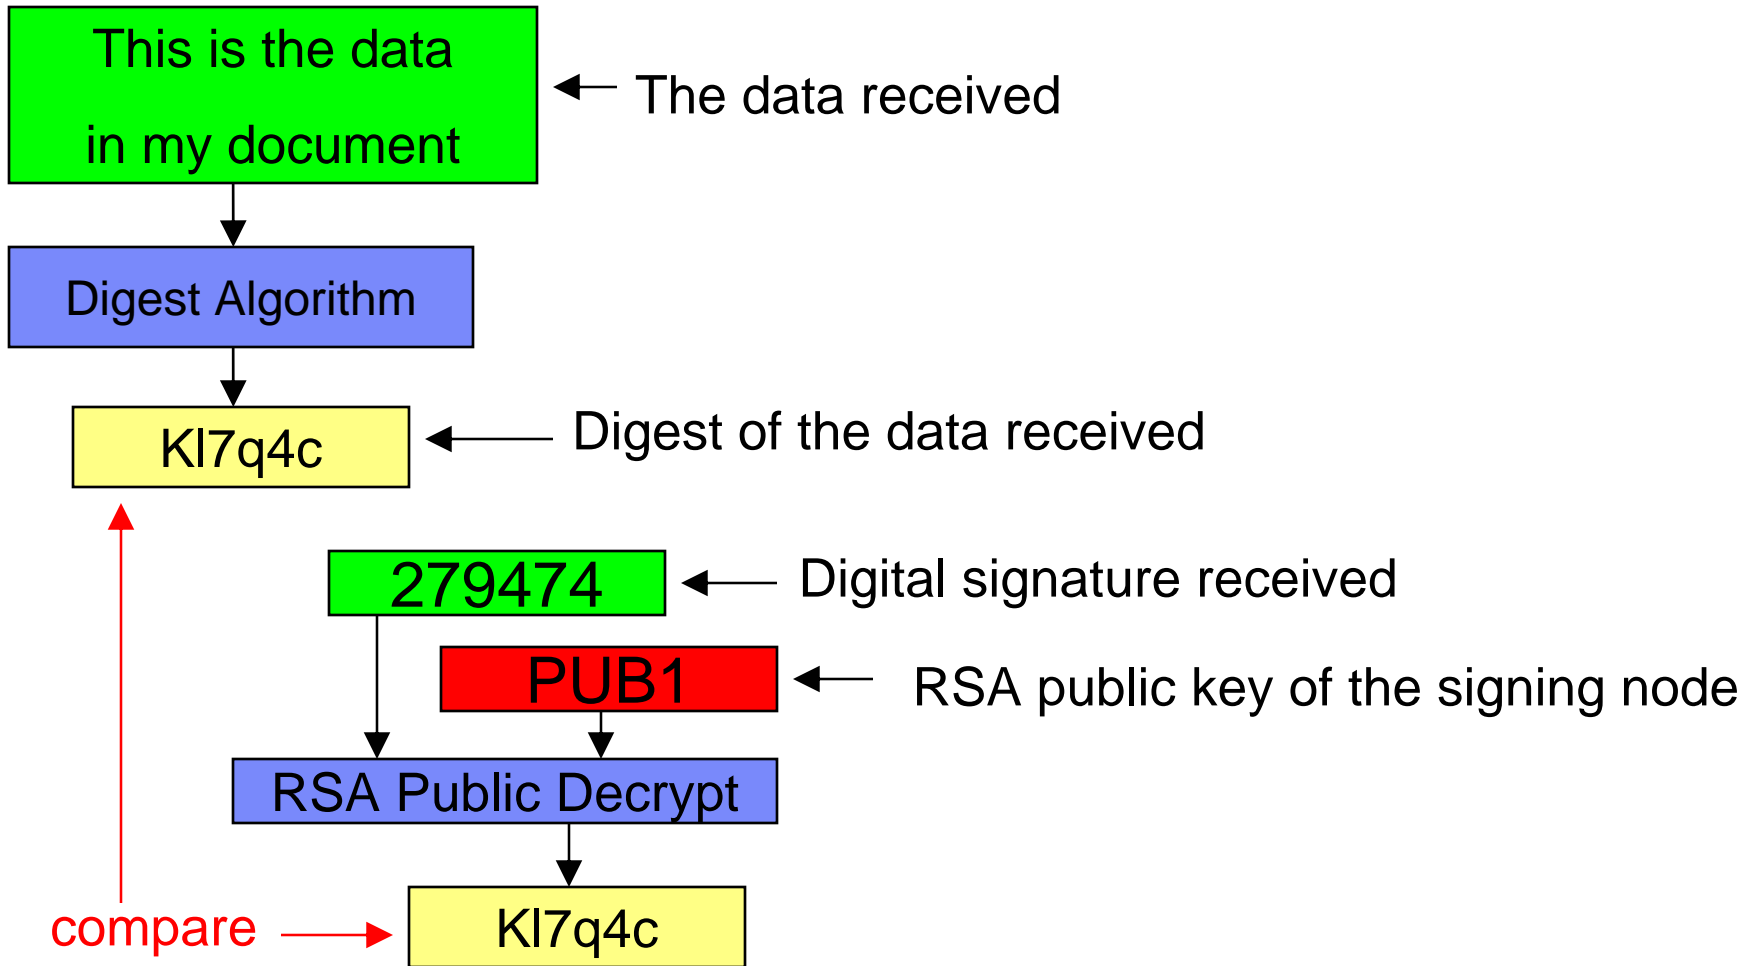 This is the data
in my document
The data received
Digest Algorithm
Kl7q4c
Digest of the data received
279474
Digital signature received
PUB1
RSA public key of the signing node
RSA Public Decrypt
compare
Kl7q4c